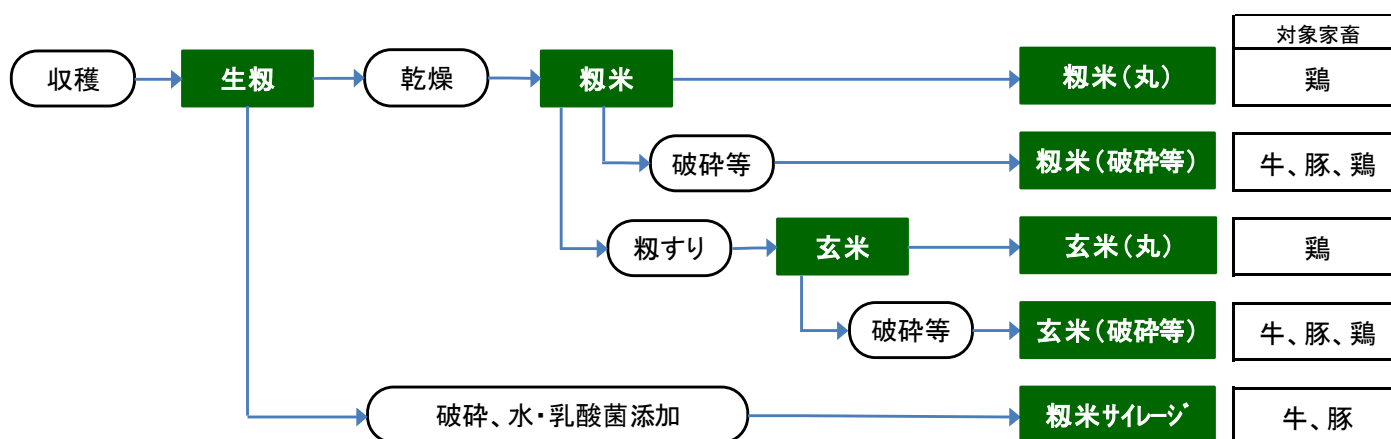 対象家畜
収穫
生籾
乾燥
籾米
籾米(丸)
鶏
破砕等
籾米(破砕等)
牛、豚、鶏
籾すり
玄米
玄米(丸)
鶏
破砕等
玄米(破砕等)
牛、豚、鶏
破砕、水・乳酸菌添加
籾米サイレージ
牛、豚